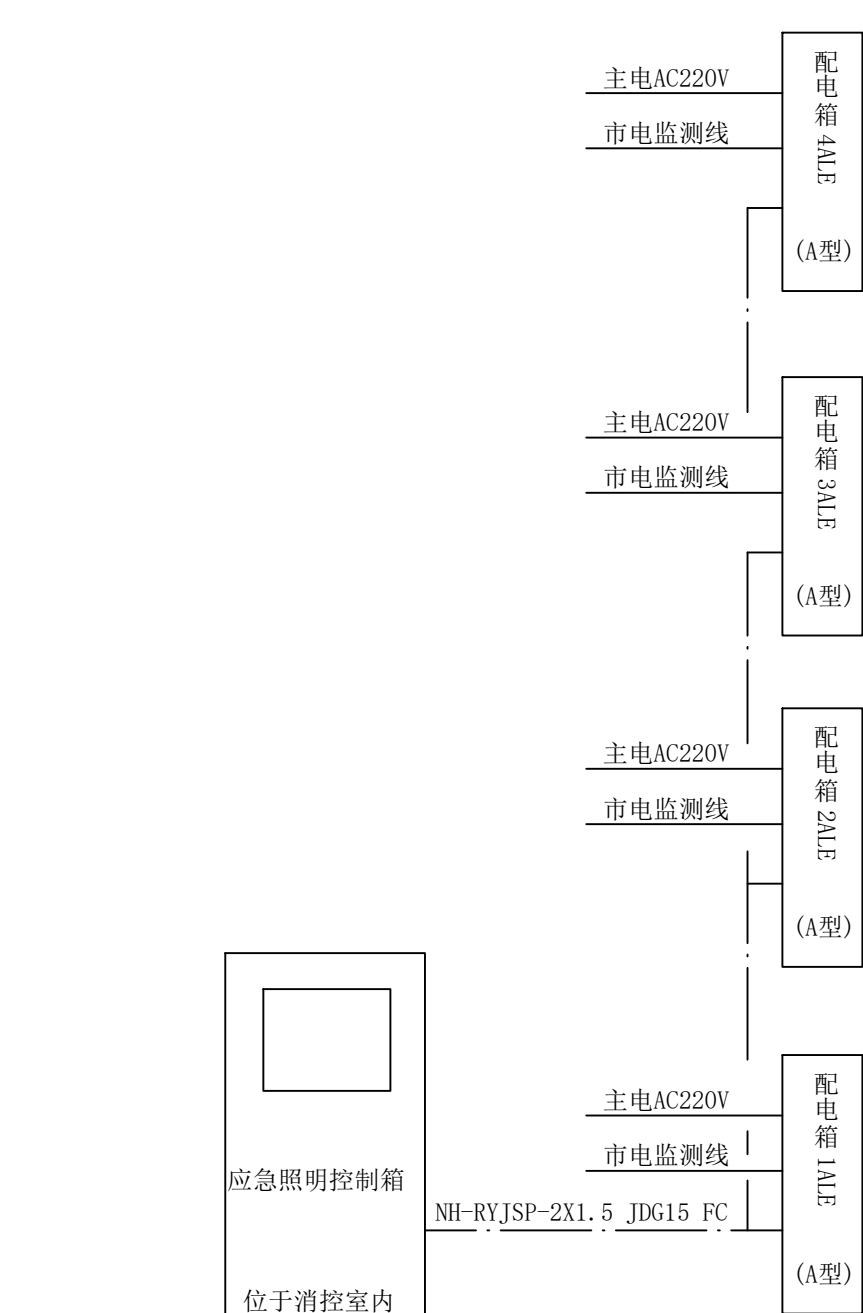 主电AC220V
市电监测线
配电箱 4ALE
(A型)
主电AC220V
市电监测线
配电箱 3ALE
(A型)
主电AC220V
市电监测线
配电箱 2ALE
(A型)
主电AC220V
市电监测线
配电箱 1ALE
(A型)
应急照明控制箱
NH-RYJSP-2X1.5 JDG15 FC
位于消控室内